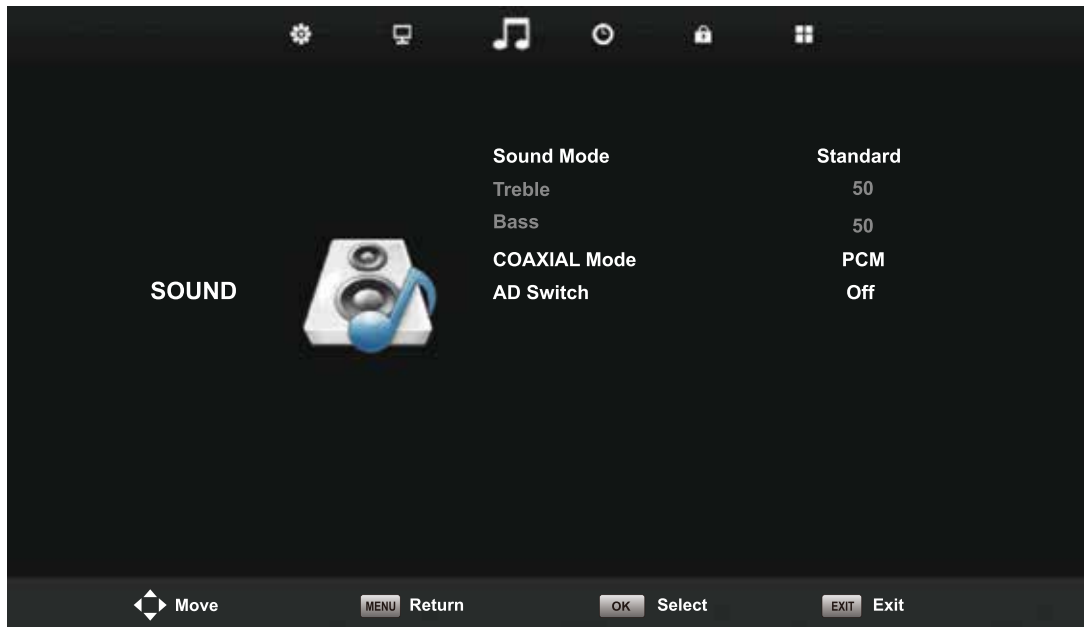 Sound Mode Standard
Treble 50
Bass 50
COAXIAL Mode PCM
SOUND
AD Switch Off
Move MENU Return OK Select EXIT Exit